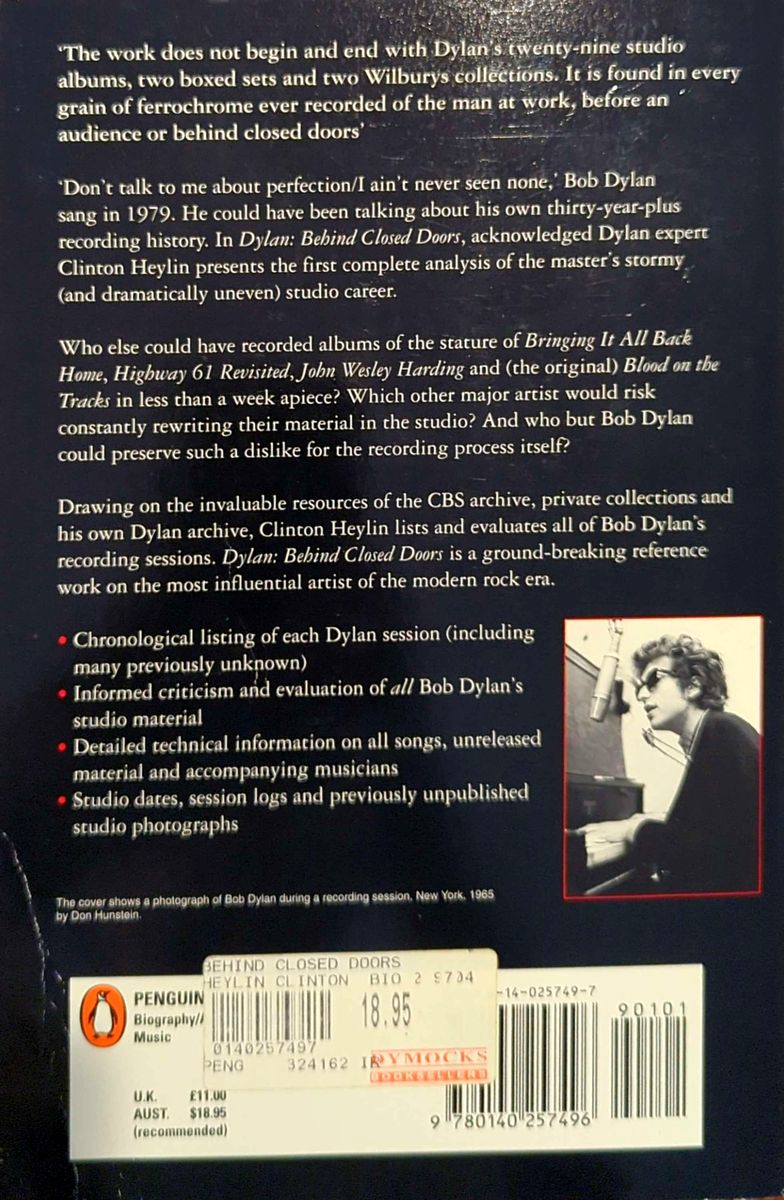 ‘The work does not begin and end with Dylan's twenty-nine studio
albums, two boxed sets and two Wilburys collections. It is found in every
grain of ferrochrome ever recorded of the man at work, before an
audience or behind closed doors’
‘Don't talk to me about perfection/I ain't never seen none,’ Bob Dylan
sang in 1979. He could have been talking about his own thirty-year-plus
recording history. In Dylan: Behind Closed Doors, acknowledged Dylan expert
Clinton Heylin presents the first complete analysis of the master's stormy
(and dramatically uneven) studio career.
Who else could have recorded albums of the stature of Bringing It All Back
Home, Highway 61 Revisited, John Wesley Harding and (the original) Blood on the
Tracks in less than a week apiece? Which other major artist would risk
constantly rewriting their material in the studio? And who but Bob Dylan
could preserve such a dislike for the recording process itself?
Drawing on the invaluable resources of the CBS archive, private collections and
his own Dylan archive, Clinton Heylin lists and evaluates all of Bob Dylan's
recording sessions. Dylan: Behind Closed Doors is a ground-breaking reference
work on the most influential artist of the modern rock era.
• Chronological listing of each Dylan session (including
many previously unknown)
• Informed criticism and evaluation of all Bob Dylan's
studio material
• Detailed technical information on all songs, unreleased
material and accompanying musicians
• Studio dates, session logs and previously unpublished
studio photographs
The cover shows a photograph of Bob Dylan during a recording session, New York, 1965
by Don Hunstein.
BEHIND CLOSED DOORS
HEYLIN CLINTON BIO 2 9704
18.95
0140257497
PENG 324162
DYMOCKS
BOOKSELLERS
PENGUIN
Biography/
Music
U.K. £11.00
AUST. $18.95
(recommended)
-14-025749-7
90101
9 780140 257496